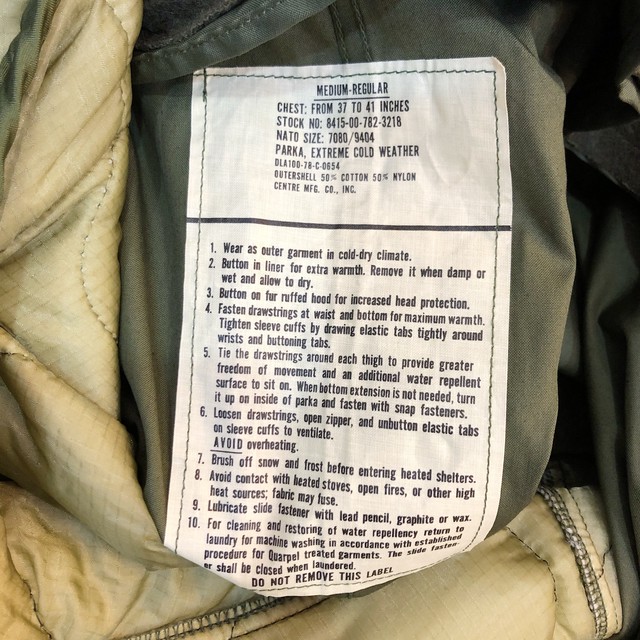 MEDIUM-REGULAR
CHEST: FROM 37 TO 41 INCHES
STOCK NO: 8415-00-782-3218
NATO SIZE: 7080/9404
PARKA, EXTREME COLD WEATHER
DLA100-78-C-0654
OUTERSHELL 50% COTTON 50% NYLON
CENTRE MFG. CO., INC.
1. Wear as outer garment in cold-dry climate.
2. Button in liner for extra warmth. Remove it when damp or
wet and allow to dry.
3. Button on fur ruffed hood for increased head protection.
4. Fasten drawstrings at waist and bottom for maximum warmth.
Tighten sleeve cuffs by drawing elastic tabs tightly around
wrists and buttoning tabs.
5. Tie the drawstrings around each thigh to provide greater
freedom of movement and an additional water repellent
surface to sit on. When bottom extension is not needed, turn
it up on inside of parka and fasten with snap fasteners.
6. Loosen drawstrings, open zipper, and unbutton elastic tabs
on sleeve cuffs to ventilate.
AVOID overheating.
7. Brush off snow and frost before entering heated shelters.
8. Avoid contact with heated stoves, open fires, or other high
heat sources; fabric may fuse.
9. Lubricate slide fastener with lead pencil, graphite or wax.
10. For cleaning and restoring of water repellency return to
laundry for machine washing in accordance with established
procedure for Quarpel treated garments. The slide fasten-
er shall be closed when laundered.
DO NOT REMOVE THIS LABEL